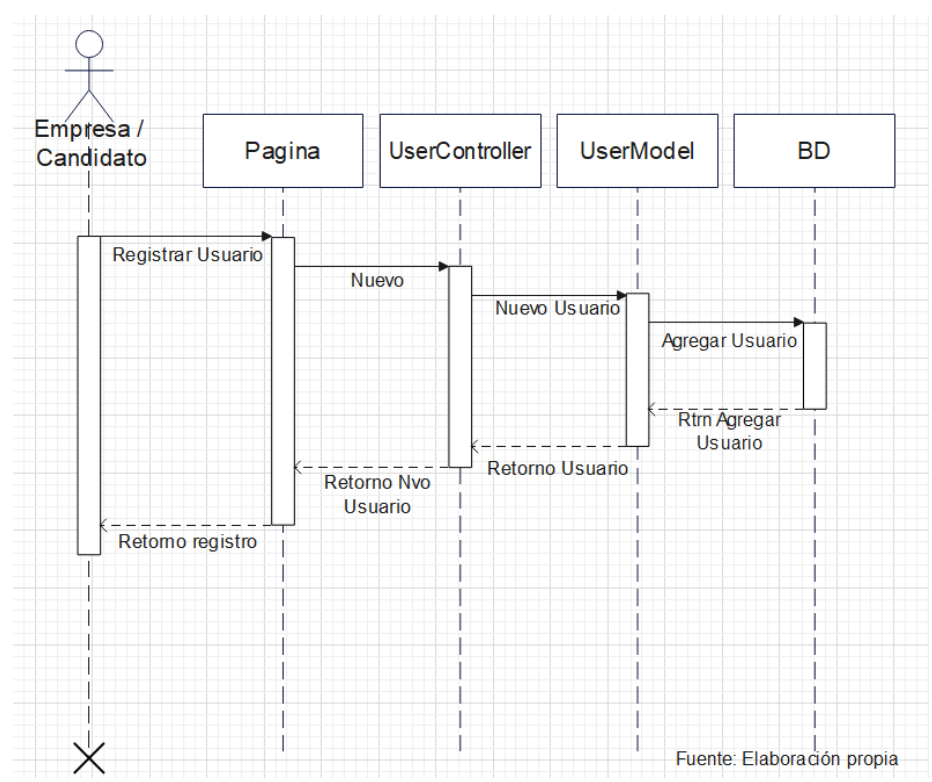 Empresa /
Candidato
Pagina
UserController
UserModel
BD
Registrar Usuario
Nuevo
Nuevo Usuario
Agregar Usuario
Rtrn Agregar
Usuario
Retorno Usuario
Retorno Nvo
Usuario
Retorno registro
Fuente: Elaboración propia